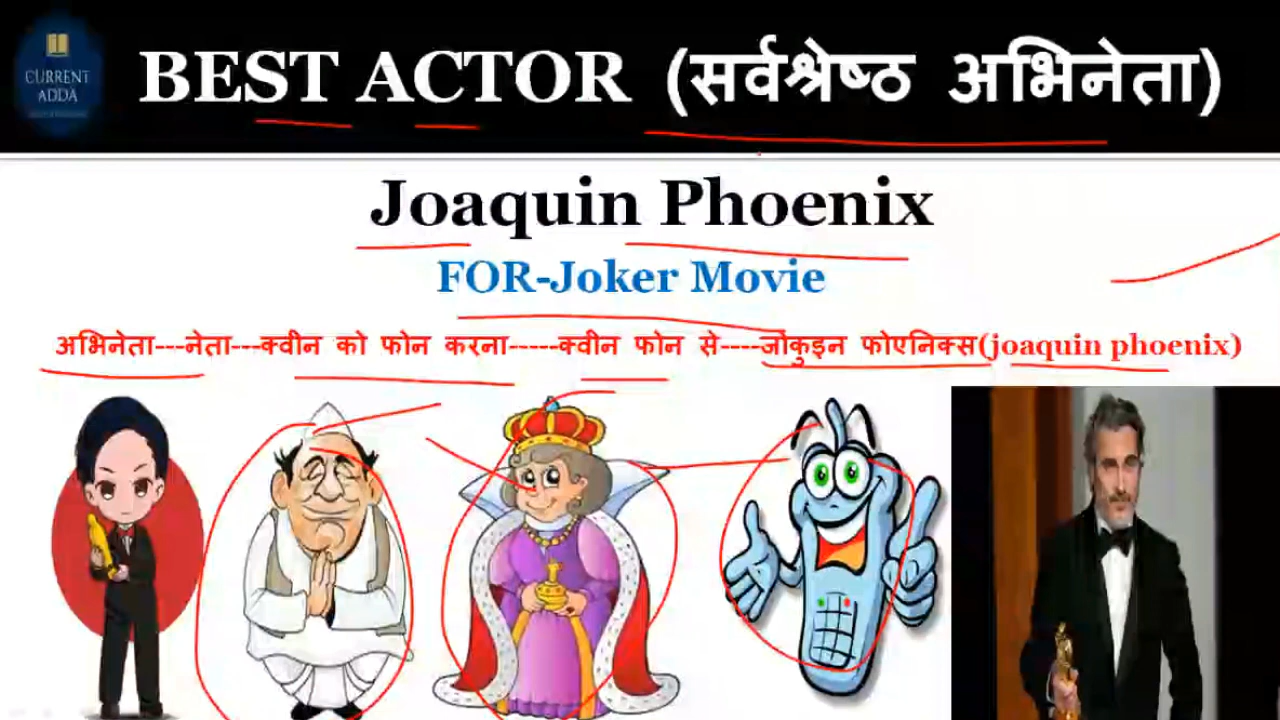 CURRENT
ADDA
BEST ACTOR (सर्वश्रेष्ठ अभिनेता)
Joaquin Phoenix
FOR-Joker Movie
अभिनेता---नेता---क्वीन को फोन करना-----क्वीन फोन से----जोकुइन फोएनिक्स(joaquin phoenix)